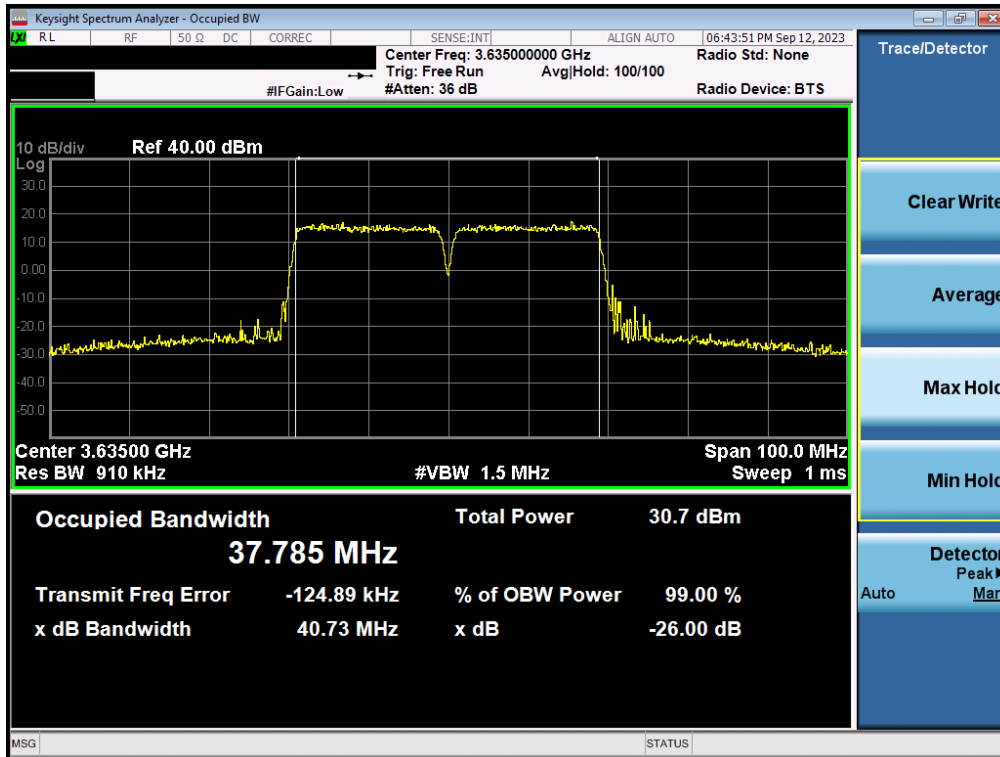 Keysight Spectrum Analyzer - Occupied BW
LXI RL RF 50 Ω DC CORREC SENSE:INT ALIGN AUTO 06:43:51 PM Sep 12, 2023
Center Freq: 3.635000000 GHz Radio Std: None
Trig: Free Run Avg|Hold: 100/100
#IFGain:Low #Atten: 36 dB Radio Device: BTS
Trace/Detector
10 dB/div Ref 40.00 dBm
Log
30.0
20.0
10.0
0.00
-10.0
-20.0
-30.0
-40.0
-50.0
Center 3.63500 GHz Span 100.0 MHz
Res BW 910 kHz #VBW 1.5 MHz Sweep 1 ms
Occupied Bandwidth Total Power 30.7 dBm
37.785 MHz
Transmit Freq Error -124.89 kHz % of OBW Power 99.00 %
x dB Bandwidth 40.73 MHz x dB -26.00 dB
Clear Write
Average
Max Hold
Min Hold
Detector
Peak
Auto Man
MSG STATUS